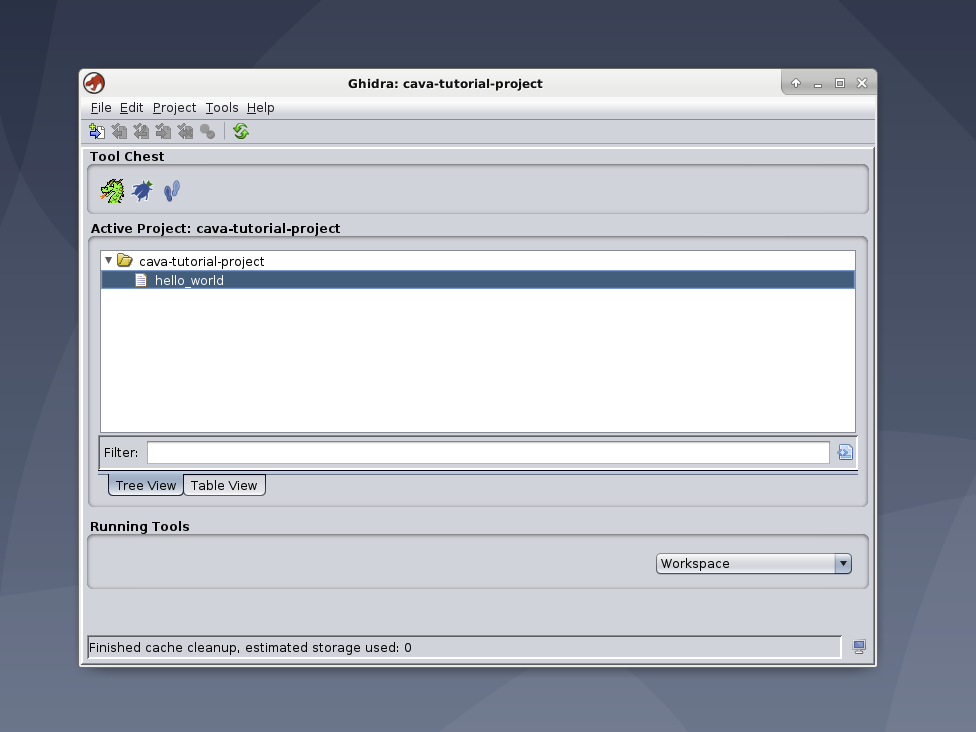 Ghidra: cava-tutorial-project
File Edit Project Tools Help
Tool Chest
Active Project: cava-tutorial-project
cava-tutorial-project
hello_world
Filter:
Tree View Table View
Running Tools
Workspace
Finished cache cleanup, estimated storage used: 0